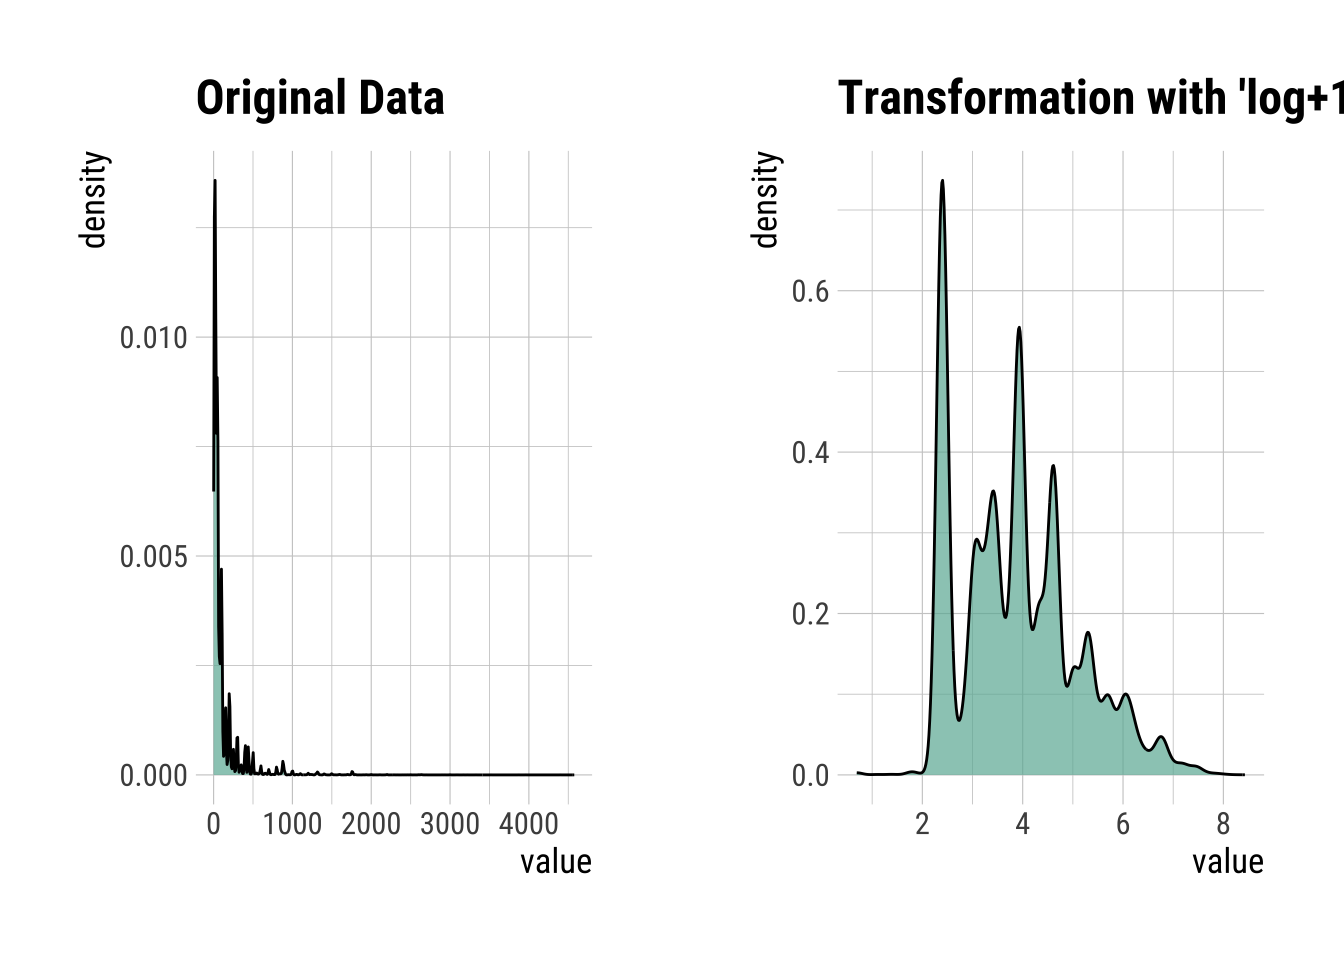 Original Data
density
0.010
0.005
0.000
0 1000 2000 3000 4000
value
Transformation with 'log+1
density
0.6
0.4
0.2
0.0
2 4 6 8
value